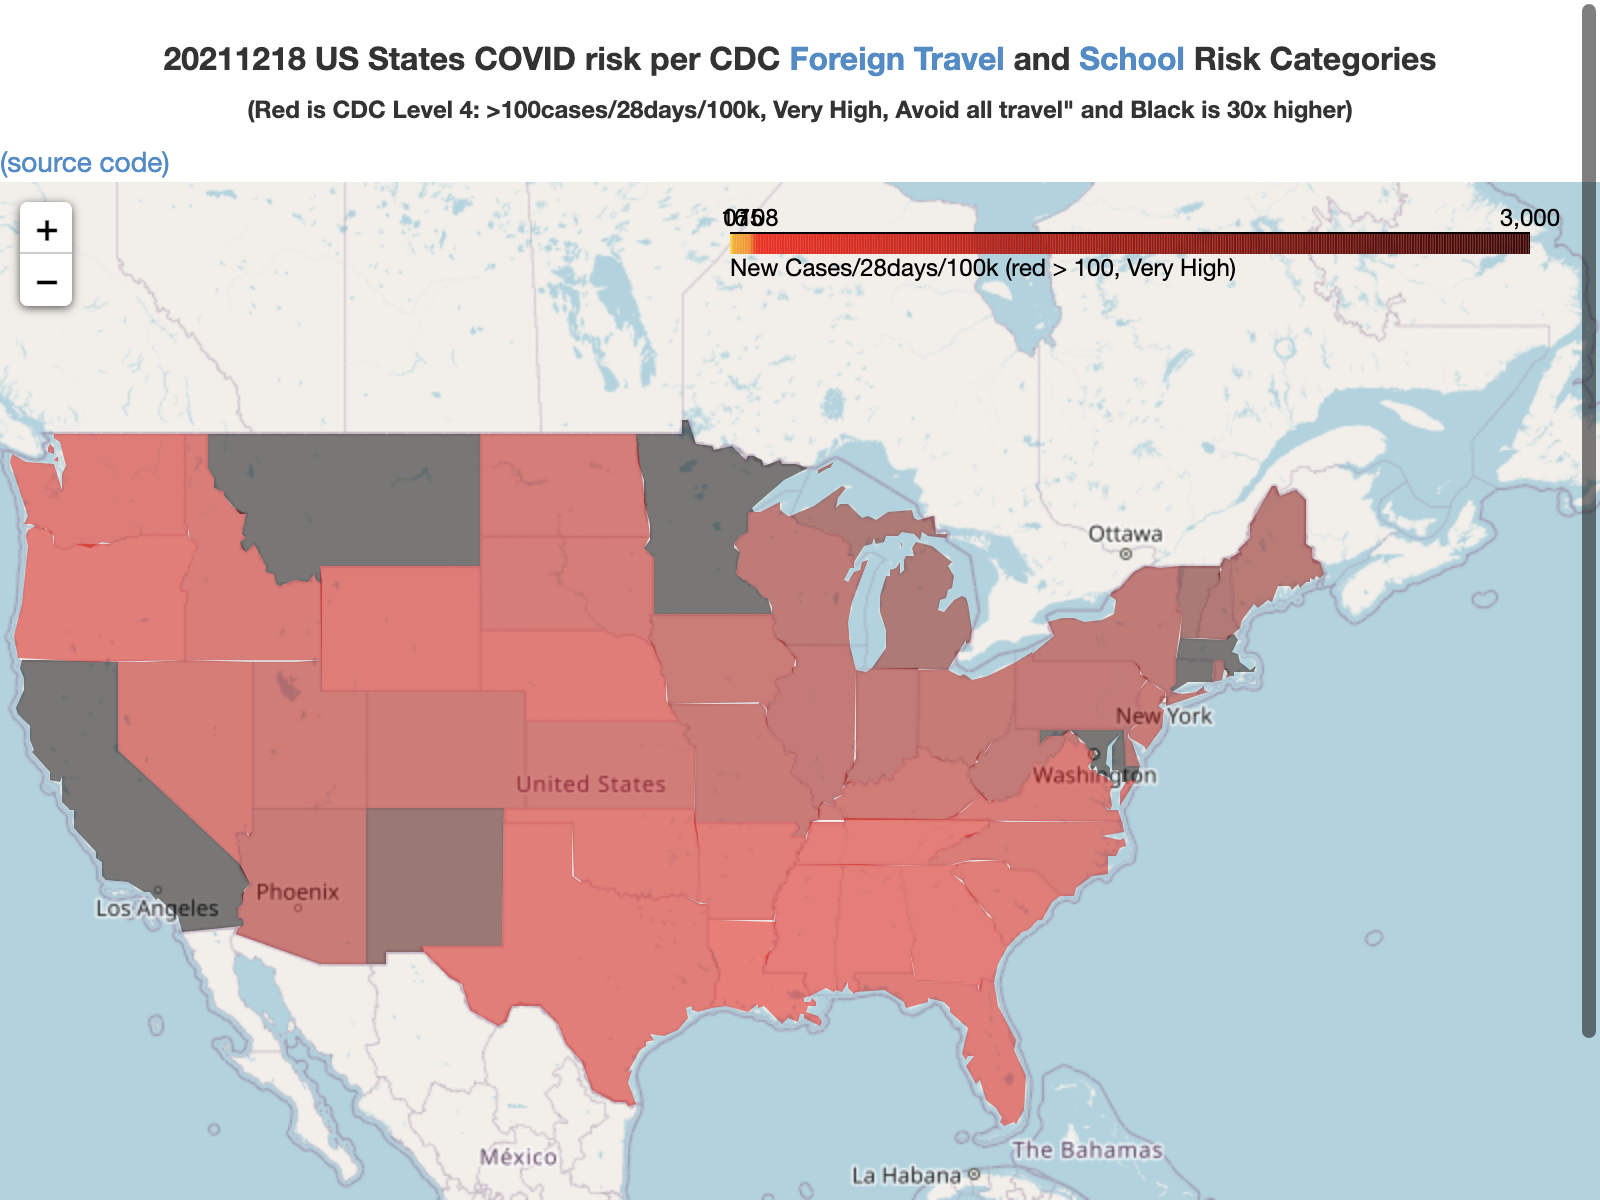 20211218 US States COVID risk per CDC Foreign Travel and School Risk Categories
(Red is CDC Level 4: >100cases/28days/100k, Very High, Avoid all travel" and Black is 30x higher)
(source code)
+
−
3,000
New Cases/28days/100k (red > 100, Very High)
Ottawa
New York
Washington
United States
Phoenix
Los Angeles
The Bahamas
México
La Habana